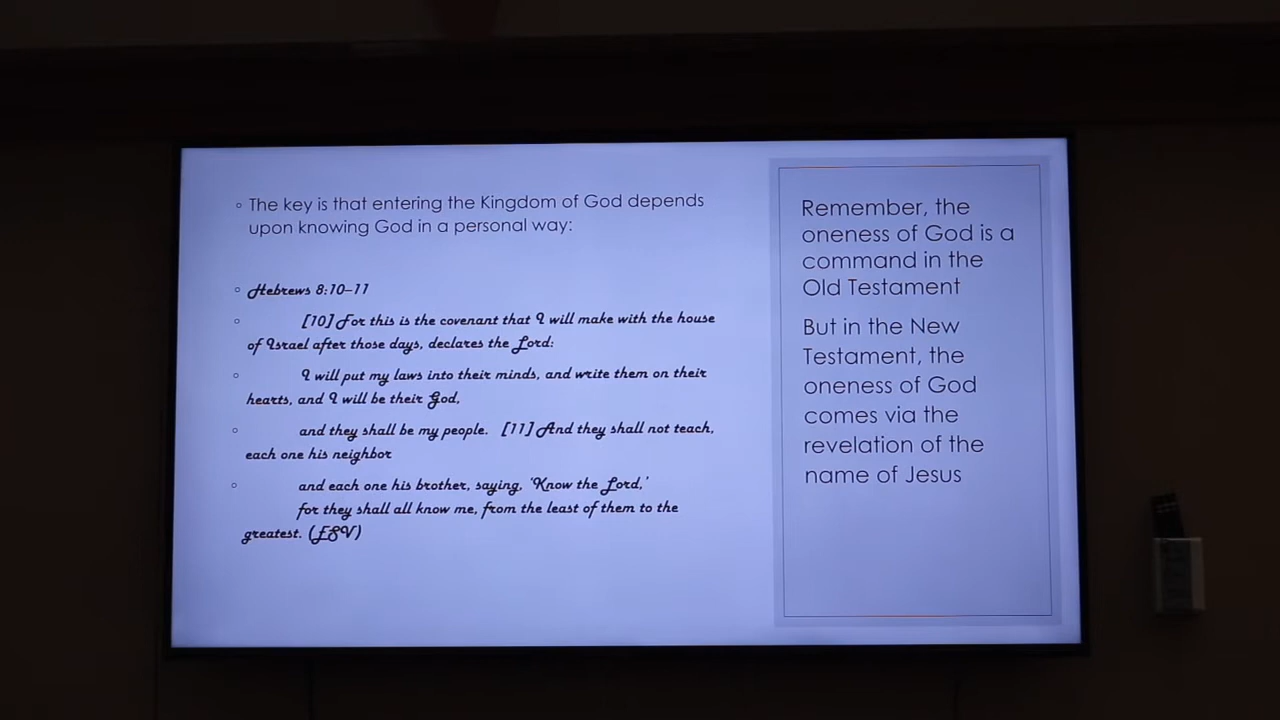 The key is that entering the Kingdom of God depends
upon knowing God in a personal way:
Hebrews 8:10–11
[10] For this is the covenant that I will make with the house
of Israel after those days, declares the Lord:
I will put my laws into their minds, and write them on their
hearts, and I will be their God,
and they shall be my people. [11] And they shall not teach,
each one his neighbor
and each one his brother, saying, 'Know the Lord,'
for they shall all know me, from the least of them to the
greatest. (ESV)
Remember, the
oneness of God is a
command in the
Old Testament
But in the New
Testament, the
oneness of God
comes via the
revelation of the
name of Jesus